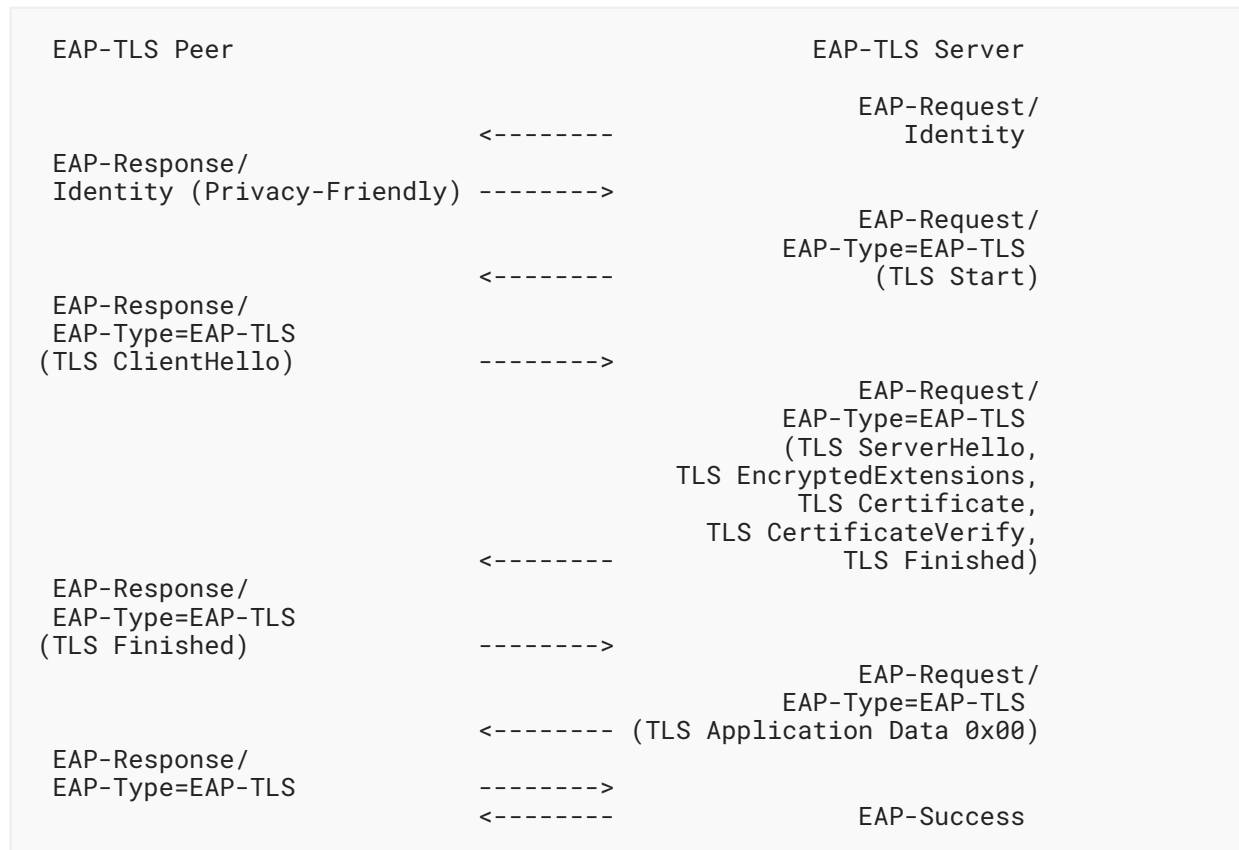 EAP-TLS Peer                                      EAP-TLS Server

                                                     EAP-Request/
                             <--------                  Identity
 EAP-Response/
 Identity (Privacy-Friendly) -------->
                                                     EAP-Request/
                                                EAP-Type=EAP-TLS
                             <--------                (TLS Start)
 EAP-Response/
 EAP-Type=EAP-TLS
(TLS ClientHello)            -------->
                                                     EAP-Request/
                                                EAP-Type=EAP-TLS
                                                (TLS ServerHello,
                                         TLS EncryptedExtensions,
                                                 TLS Certificate,
                                           TLS CertificateVerify,
                             <--------              TLS Finished)
 EAP-Response/
 EAP-Type=EAP-TLS
(TLS Finished)               -------->
                                                     EAP-Request/
                                                EAP-Type=EAP-TLS
                             <-------- (TLS Application Data 0x00)
 EAP-Response/
 EAP-Type=EAP-TLS            -------->
                             <--------               EAP-Success